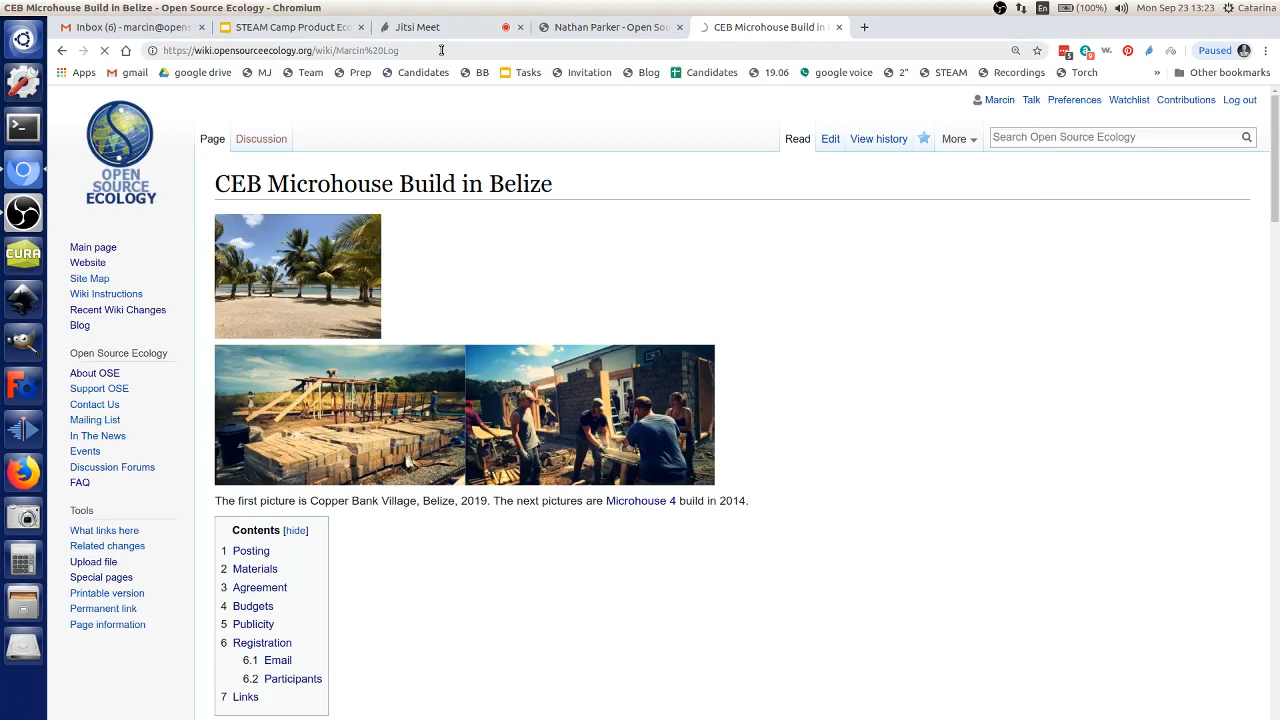 CEB Microhouse Build in Belize - Open Source Ecology - Chromium
En (100%) Mon Sep 23 13:23 Catarina
Inbox (6) - marcin@opens × STEAM Camp Product Eco × Jitsi Meet × Nathan Parker - Open Sou × CEB Microhouse Build in × +
https://wiki.opensourceecology.org/wiki/Marcin%20Log 5 9 w. Paused
Apps gmail google drive MJ Team Prep Candidates BB Tasks Invitation Blog Candidates 19.06 google voice 2" STEAM Recordings Torch » Other bookmarks
Marcin Talk Preferences Watchlist Contributions Log out
Page Discussion Read Edit View history More Search Open Source Ecology
OPEN
SOURCE
ECOLOGY
CEB Microhouse Build in Belize
Main page
Website
Site Map
Wiki Instructions
Recent Wiki Changes
Blog
Open Source Ecology
About OSE
Support OSE
Contact Us
Mailing List
In The News
Events
Discussion Forums
FAQ
Tools
What links here
Related changes
Upload file
Special pages
Printable version
Permanent link
Page information
CURA
The first picture is Copper Bank Village, Belize, 2019. The next pictures are Microhouse 4 build in 2014.
Contents [hide]
1 Posting
2 Materials
3 Agreement
4 Budgets
5 Publicity
6 Registration
6.1 Email
6.2 Participants
7 Links